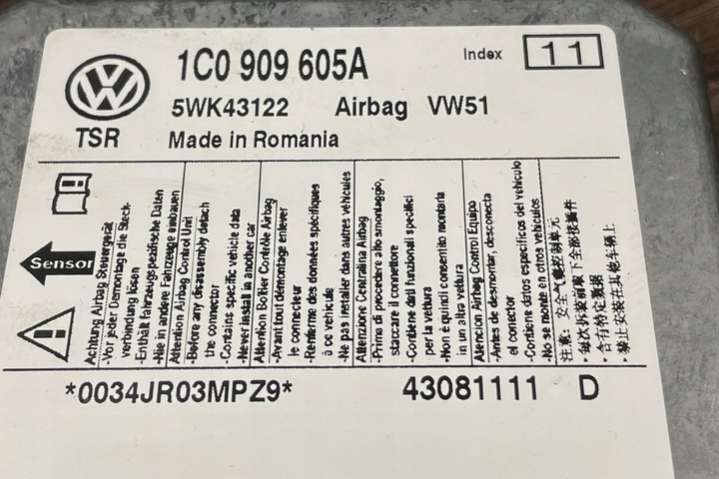 1C0 909 605A
Index 11
5WK43122 Airbag VW51
TSR Made in Romania
Sensor
Achtung Airbag Steuergerät
-Vor jeder Demontage die Steck-
verbindung lösen
-Enthält fahrzeugspezifische Daten
-Nie in andere Fahrzeuge einbauen
Attention Airbag Control Unit
-Before any disassembly detach
the connector
-Contains specific vehicle data
-Never install in another car
Attention Boîtier Contrôle Airbag
-Avant tout démontage enlever
le connecteur
-Renferme des données spécifiques
à ce véhicule
-Ne pas installer dans autres véhicules
Attenzione Centralina Airbag
-Prima di procedere allo smontaggio,
staccare il connettore
-Contiene dati funzionali specifici
per la vettura
-Non è quindi consentito montarla
in un altra vettura
Atencion Airbag Control Equipo
-Antes de desmontar, desconecta
el connector
-Contiene datos específicos del vehículo
-No se monte en otros vehículos
注意: 安全气囊控制单元
·每次拆装前取下全部接插件
·含有特定数据
·禁止安装在其他车辆上
*0034JR03MPZ9* 43081111 D